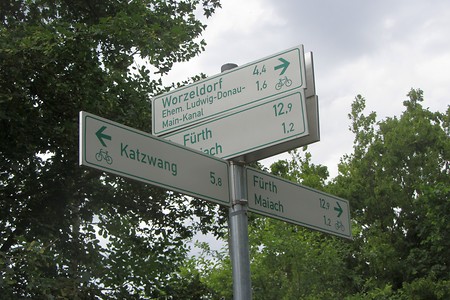 Worzeldorf 4,4
Ehem. Ludwig-Donau- 1,6
Main-Kanal
Fürth 12,9
Maiach 1,2
Katzwang 5,8
Fürth 12,9
Maiach 1,2